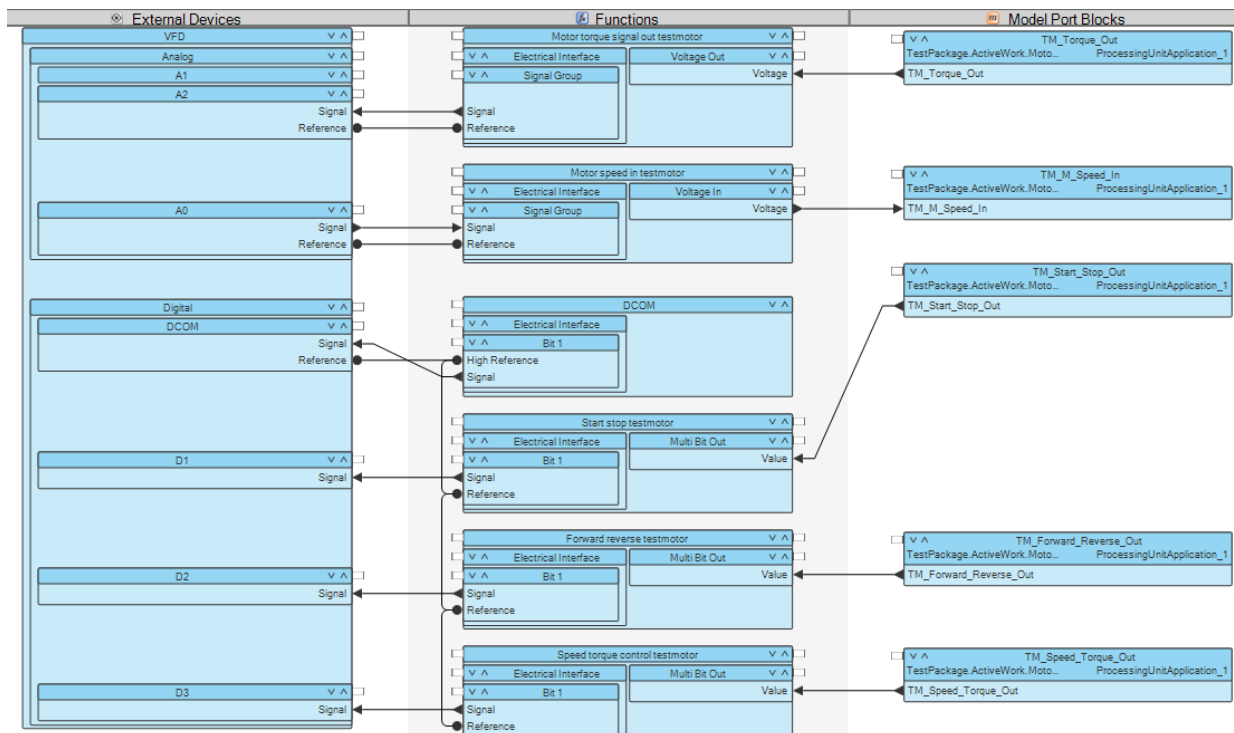 External Devices
Functions
Model Port Blocks
VFD
Analog
A1
A2
Signal
Reference
A0
Signal
Reference
Digital
DCOM
Signal
Reference
D1
Signal
D2
Signal
D3
Signal
Motor torque signal out testmotor
Electrical Interface
Voltage Out
Signal Group
Voltage
Signal
Reference
Motor speed in testmotor
Electrical Interface
Voltage In
Signal Group
Voltage
Signal
Reference
DCOM
Electrical Interface
Bit 1
High Reference
Signal
Start stop testmotor
Electrical Interface
Multi Bit Out
Bit 1
Value
Signal
Reference
Forward reverse testmotor
Electrical Interface
Multi Bit Out
Bit 1
Value
Signal
Reference
Speed torque control testmotor
Electrical Interface
Multi Bit Out
Bit 1
Value
Signal
Reference
TM_Torque_Out
TestPackage.ActiveWork.Moto... ProcessingUnitApplication_1
TM_Torque_Out
TM_M_Speed_In
TestPackage.ActiveWork.Moto... ProcessingUnitApplication_1
TM_M_Speed_In
TM_Start_Stop_Out
TestPackage.ActiveWork.Moto... ProcessingUnitApplication_1
TM_Start_Stop_Out
TM_Forward_Reverse_Out
TestPackage.ActiveWork.Moto... ProcessingUnitApplication_1
TM_Forward_Reverse_Out
TM_Speed_Torque_Out
TestPackage.ActiveWork.Moto... ProcessingUnitApplication_1
TM_Speed_Torque_Out